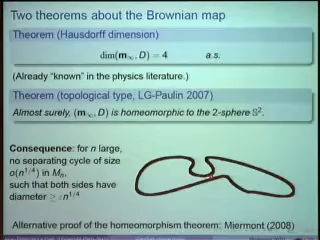 Two theorems about the Brownian map
Theorem (Hausdorff dimension)
dim(m∞, D) = 4 a.s.
(Already “known” in the physics literature.)
Theorem (topological type, LG-Paulin 2007)
Almost surely, (m∞, D) is homeomorphic to the 2-sphere S².
Consequence: for n large,
no separating cycle of size
o(n^{1/4}) in Mₙ,
such that both sides have
diameter ≥ εn^{1/4}
Alternative proof of the homeomorphism theorem: Miermont (2008)